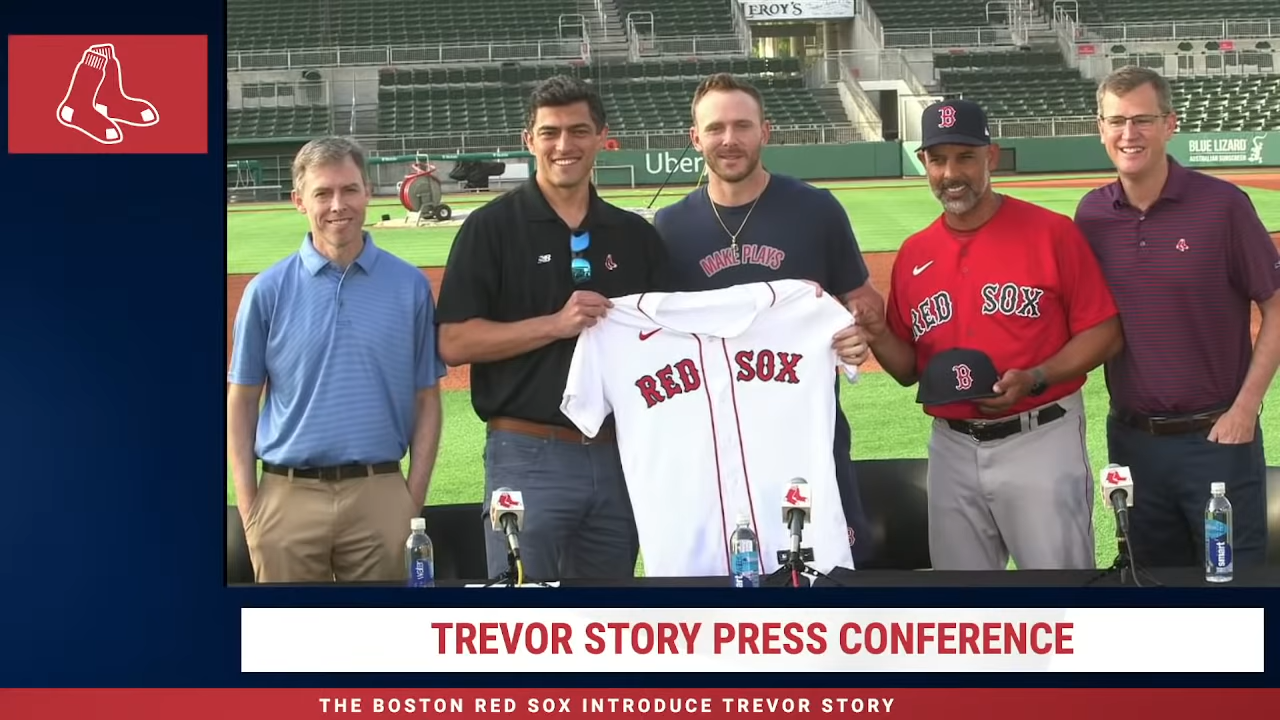 LEROY'S
Uber
BLUE LIZARD
AUSTRALIAN SUNSCREEN
B
MAKE PLAYS
RED SOX
RED SOX
B
smart
TREVOR STORY PRESS CONFERENCE
THE BOSTON RED SOX INTRODUCE TREVOR STORY